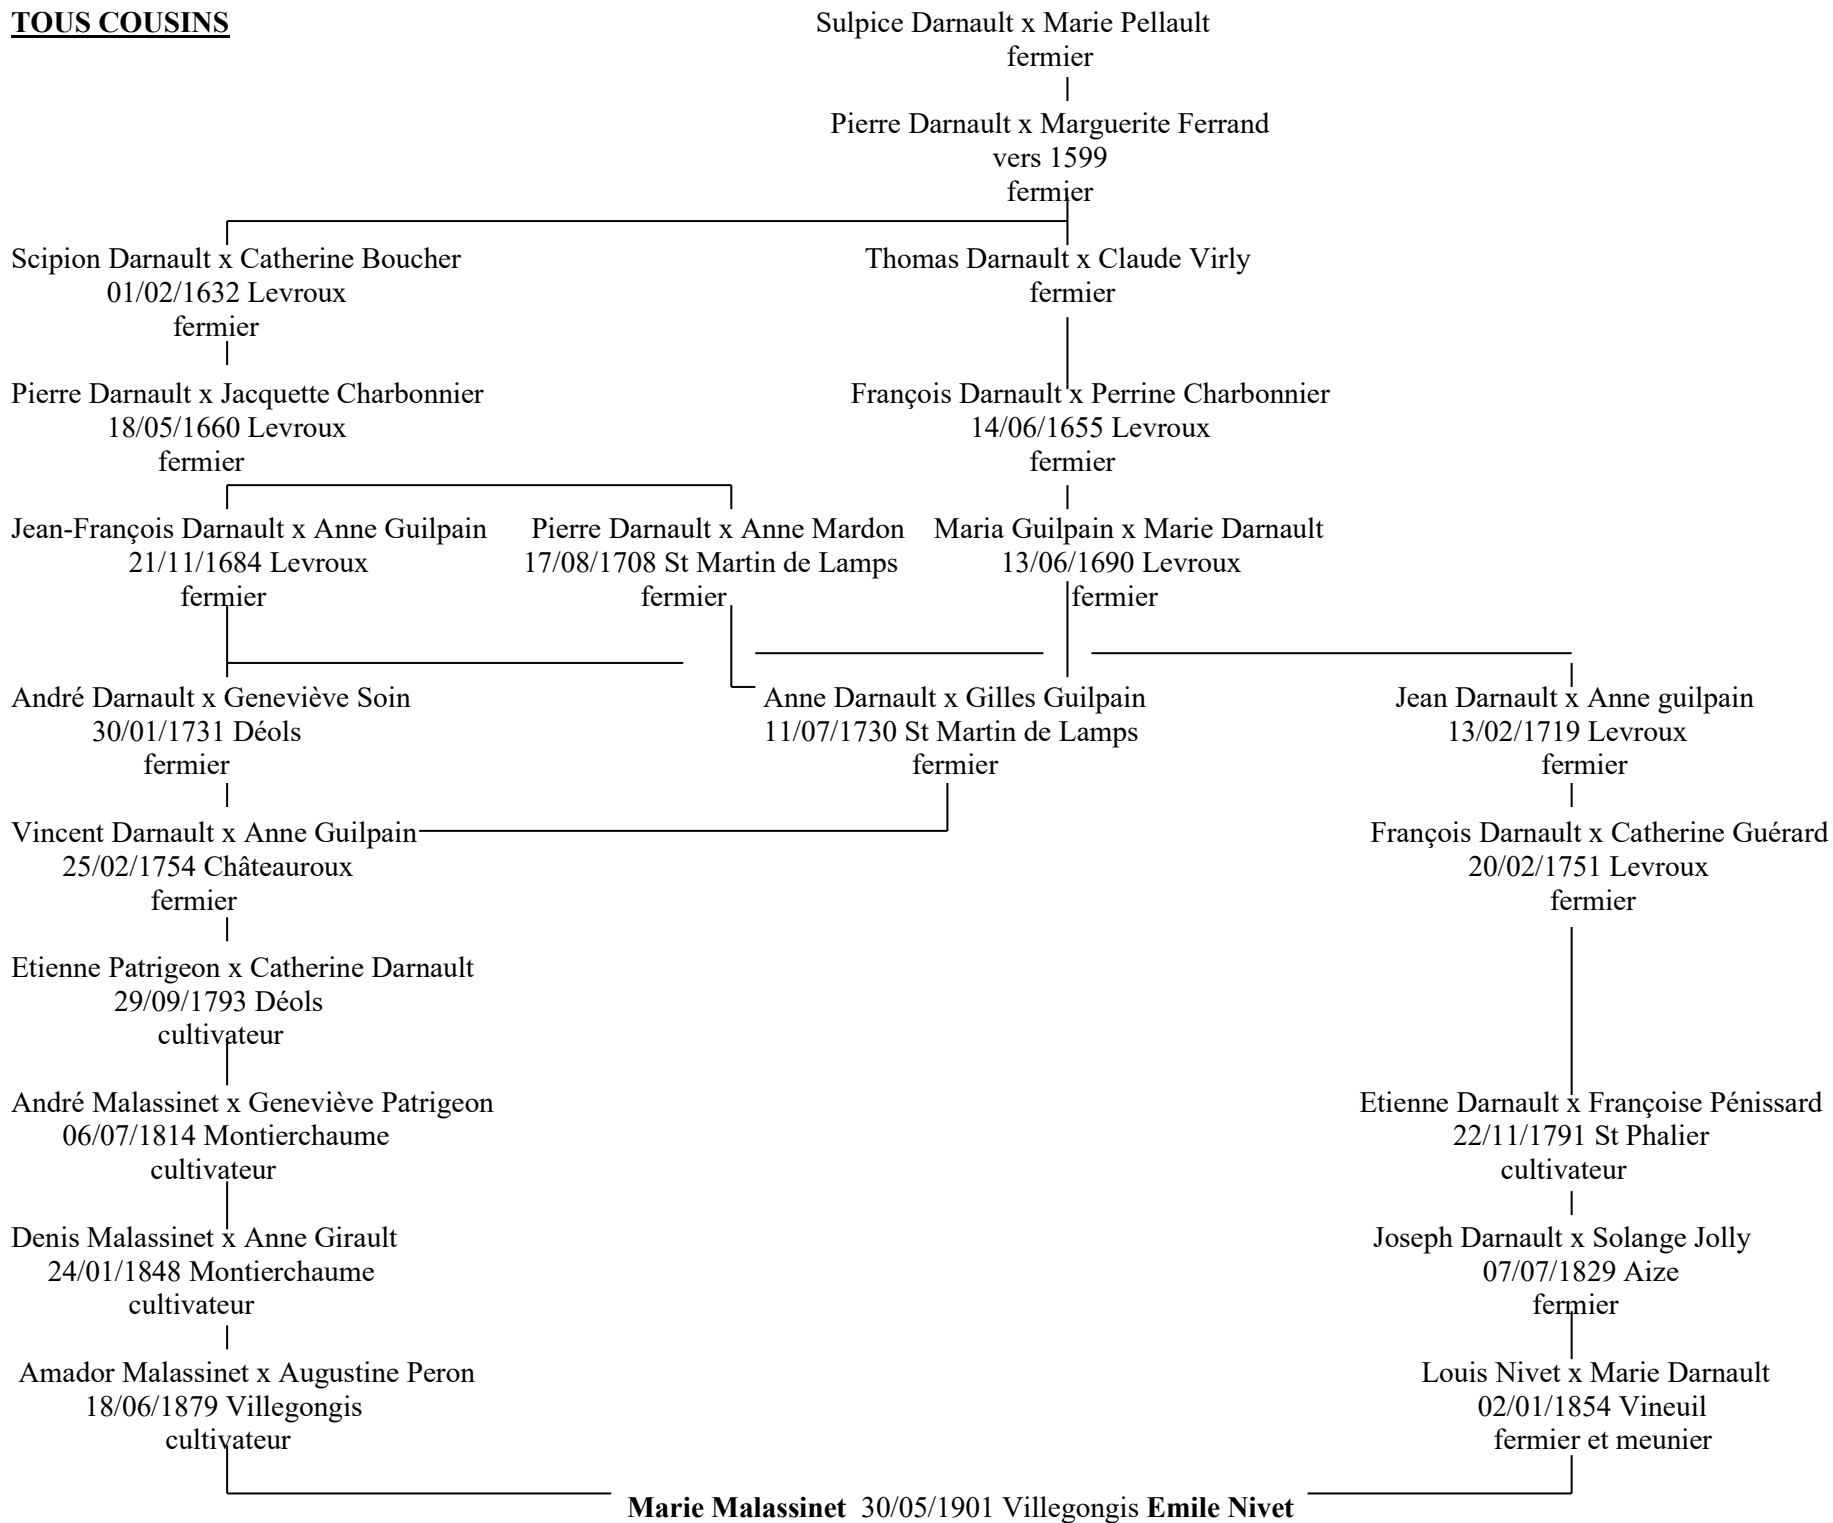 TOUS COUSINS
Sulpice Darnault x Marie Pellault
fermier
Pierre Darnault x Marguerite Ferrand
vers 1599
fermier
Scipion Darnault x Catherine Boucher
01/02/1632 Levroux
fermier
Thomas Darnault x Claude Virly
fermier
Pierre Darnault x Jacquette Charbonnier
18/05/1660 Levroux
fermier
François Darnault x Perrine Charbonnier
14/06/1655 Levroux
fermier
Jean-François Darnault x Anne Guilpain
21/11/1684 Levroux
fermier
Pierre Darnault x Anne Mardon
17/08/1708 St Martin de Lamps
fermier
Maria Guilpain x Marie Darnault
13/06/1690 Levroux
fermier
André Darnault x Geneviève Soin
30/01/1731 Déols
fermier
Anne Darnault x Gilles Guilpain
11/07/1730 St Martin de Lamps
fermier
Jean Darnault x Anne guilpain
13/02/1719 Levroux
fermier
Vincent Darnault x Anne Guilpain
25/02/1754 Châteauroux
fermier
François Darnault x Catherine Guérard
20/02/1751 Levroux
fermier
Etienne Patrigeon x Catherine Darnault
29/09/1793 Déols
cultivateur
André Malassinet x Geneviève Patrigeon
06/07/1814 Montierchaume
cultivateur
Etienne Darnault x Françoise Pénissard
22/11/1791 St Phalier
cultivateur
Denis Malassinet x Anne Girault
24/01/1848 Montierchaume
cultivateur
Joseph Darnault x Solange Jolly
07/07/1829 Aize
fermier
Amador Malassinet x Augustine Peron
18/06/1879 Villegongis
cultivateur
Louis Nivet x Marie Darnault
02/01/1854 Vineuil
fermier et meunier
Marie Malassinet 30/05/1901 Villegongis Emile Nivet